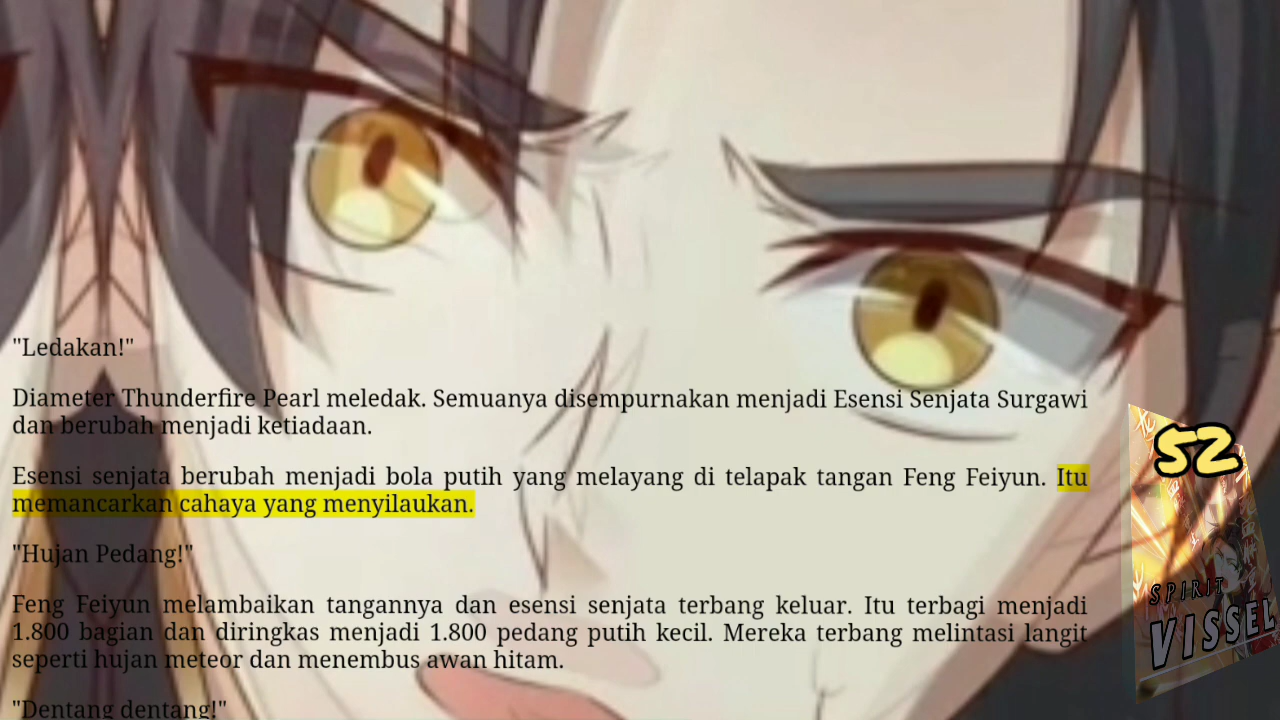 "Ledakan!"
Diameter Thunderfire Pearl meledak. Semuanya disempurnakan menjadi Esensi Senjata Surgawi
dan berubah menjadi ketiadaan.
Esensi senjata berubah menjadi bola putih yang melayang di telapak tangan Feng Feiyun. Itu
memancarkan cahaya yang menyilaukan.
"Hujan Pedang!"
Feng Feiyun melambaikan tangannya dan esensi senjata terbang keluar. Itu terbagi menjadi
1.800 bagian dan diringkas menjadi 1.800 pedang putih kecil. Mereka terbang melintasi langit
seperti hujan meteor dan menembus awan hitam.
"Dentang dentang!"
52
SPIRIT
VISSEL